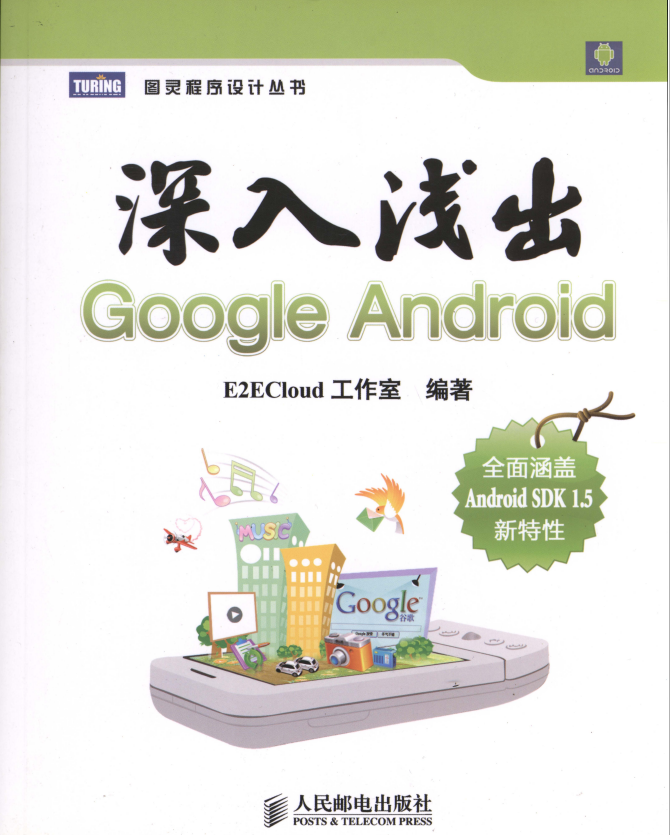 ANDROID
TURING 图灵程序设计丛书
深入浅出
Google Android
E2ECloud 工作室 编著
全面涵盖
Android SDK 1.5
新特性
MUSIC
Google™
谷歌
人民邮电出版社
POSTS & TELECOM PRESS